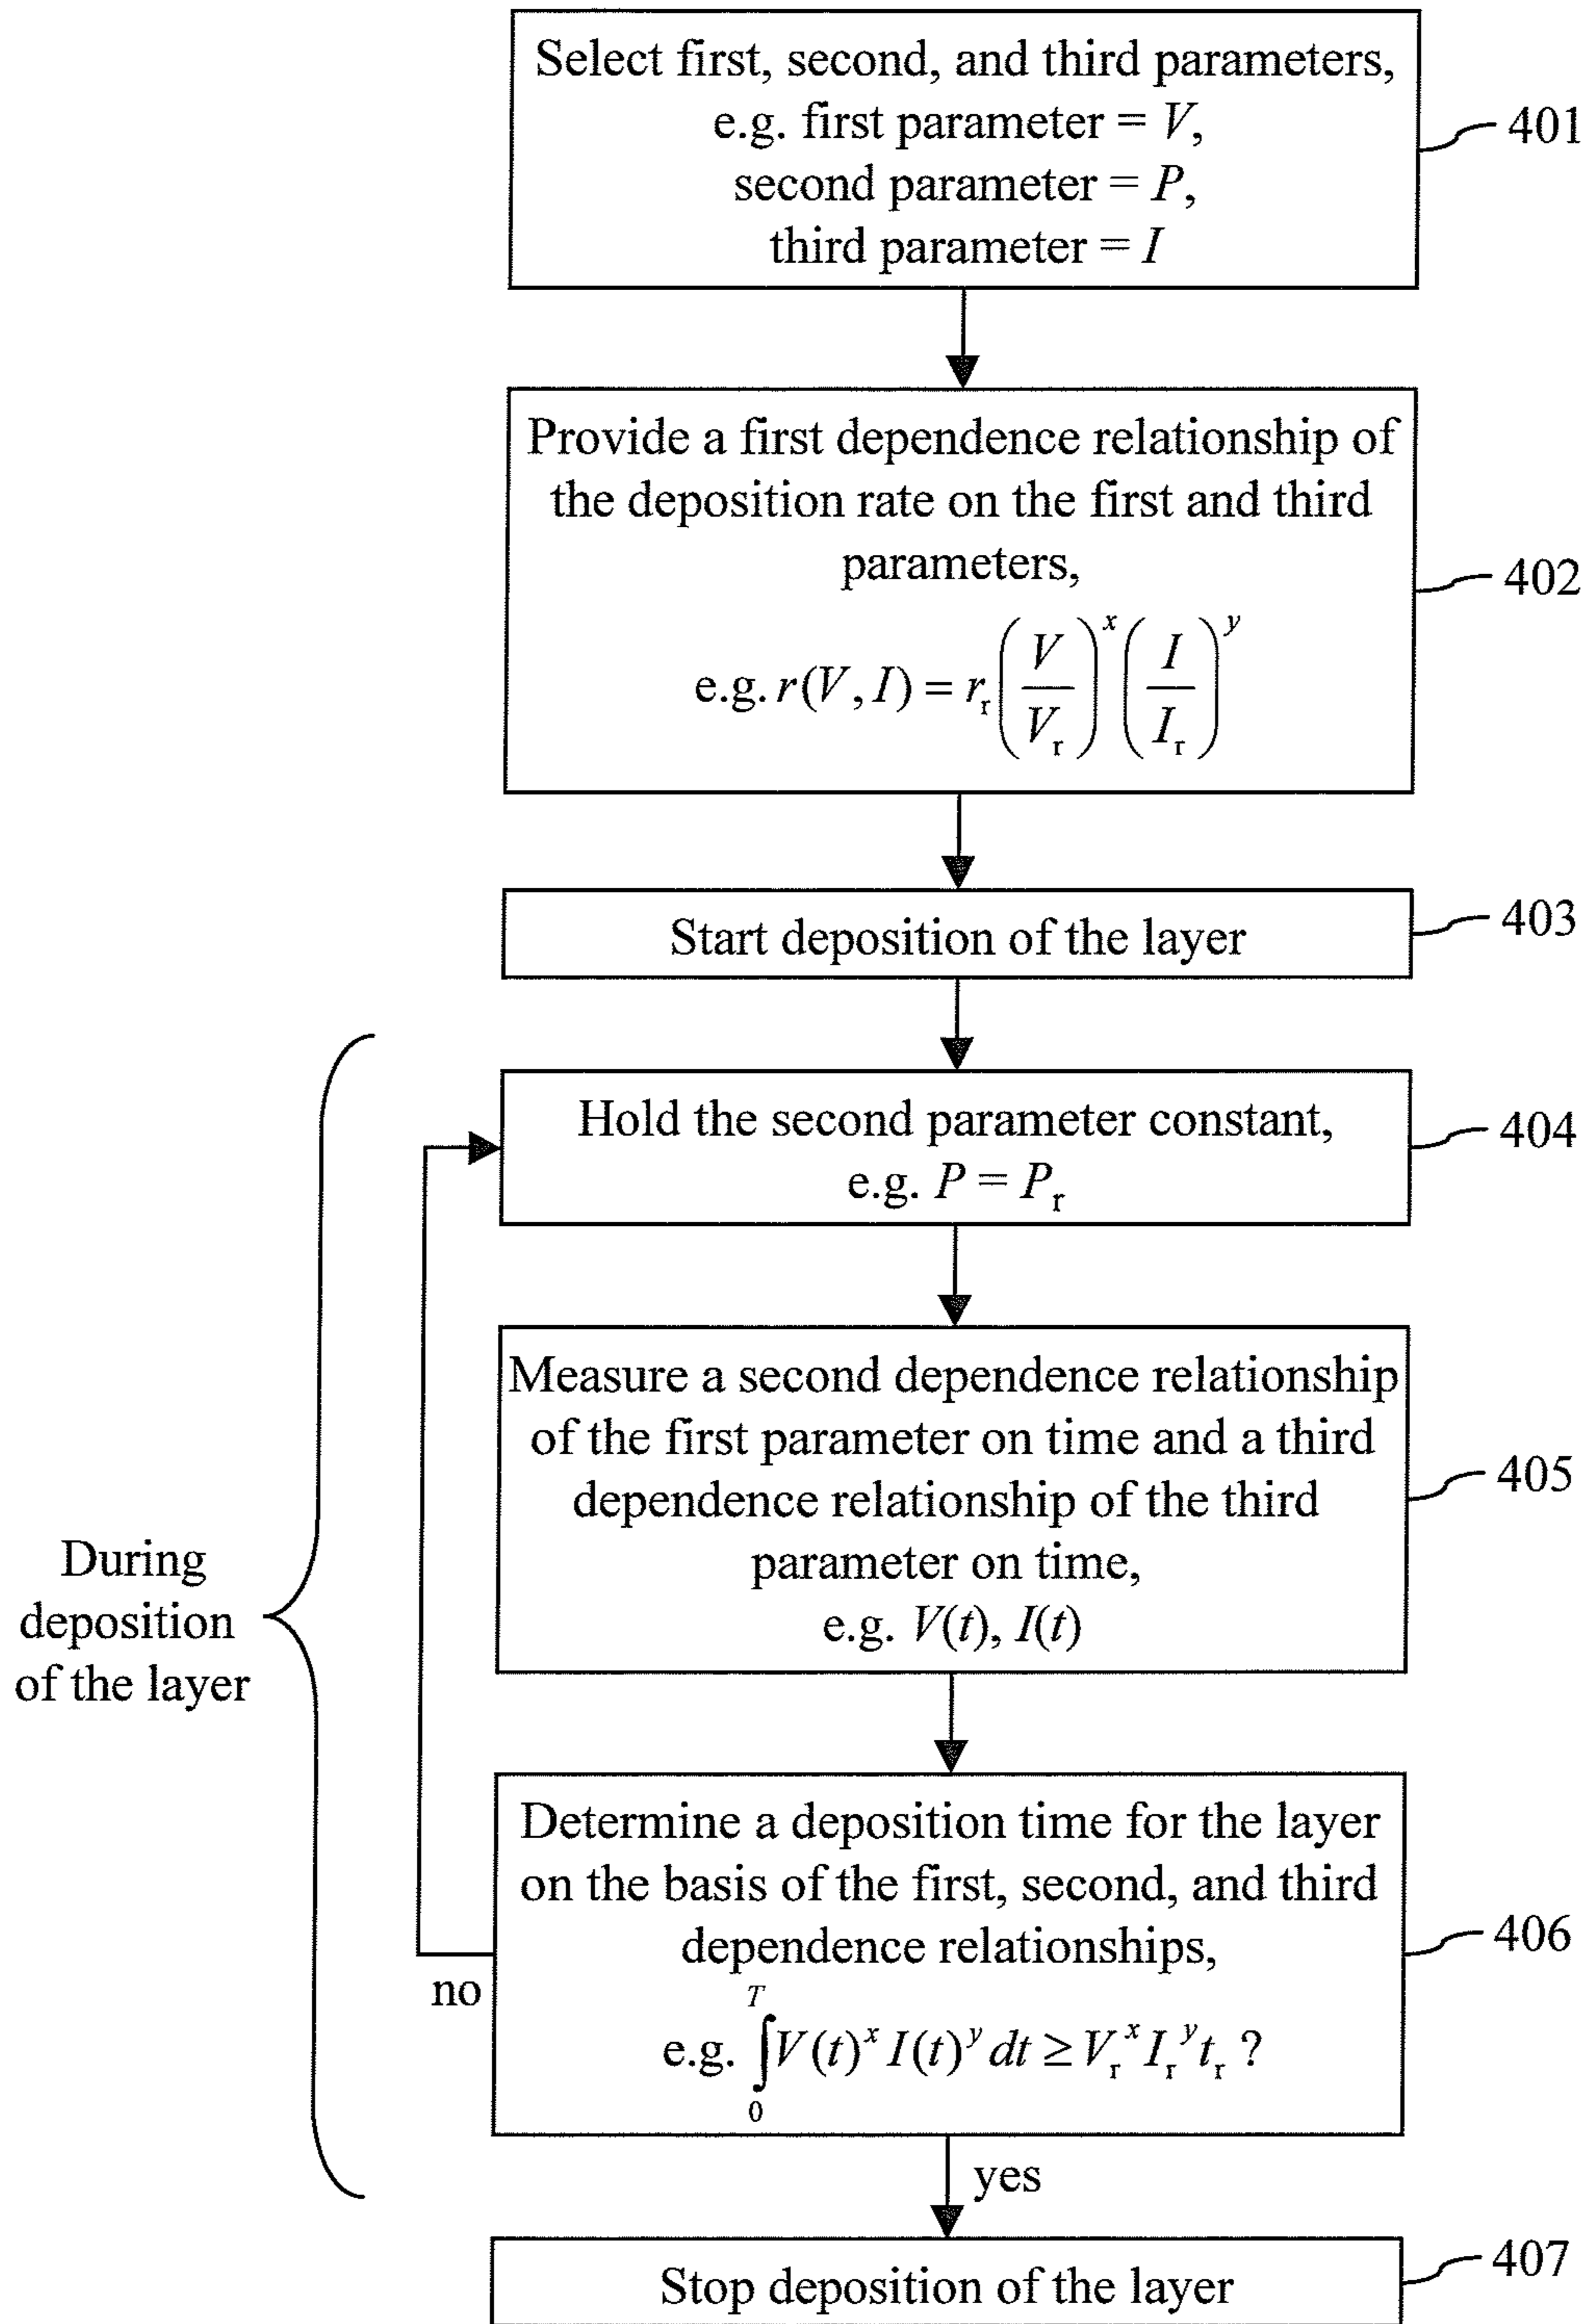 Select first, second, and third parameters,
e.g. first parameter = V,
second parameter = P,
third parameter = I
401
Provide a first dependence relationship of
the deposition rate on the first and third
parameters,
e.g. r(V, I) = r_r (V/V_r)^x (I/I_r)^y
402
Start deposition of the layer
403
Hold the second parameter constant,
e.g. P = P_r
404
Measure a second dependence relationship
of the first parameter on time and a third
dependence relationship of the third
parameter on time,
e.g. V(t), I(t)
405
During
deposition
of the layer
Determine a deposition time for the layer
on the basis of the first, second, and third
dependence relationships,
e.g. ∫_0^T V(t)^x I(t)^y dt ≥ V_r^x I_r^y t_r ?
406
no
yes
Stop deposition of the layer
407